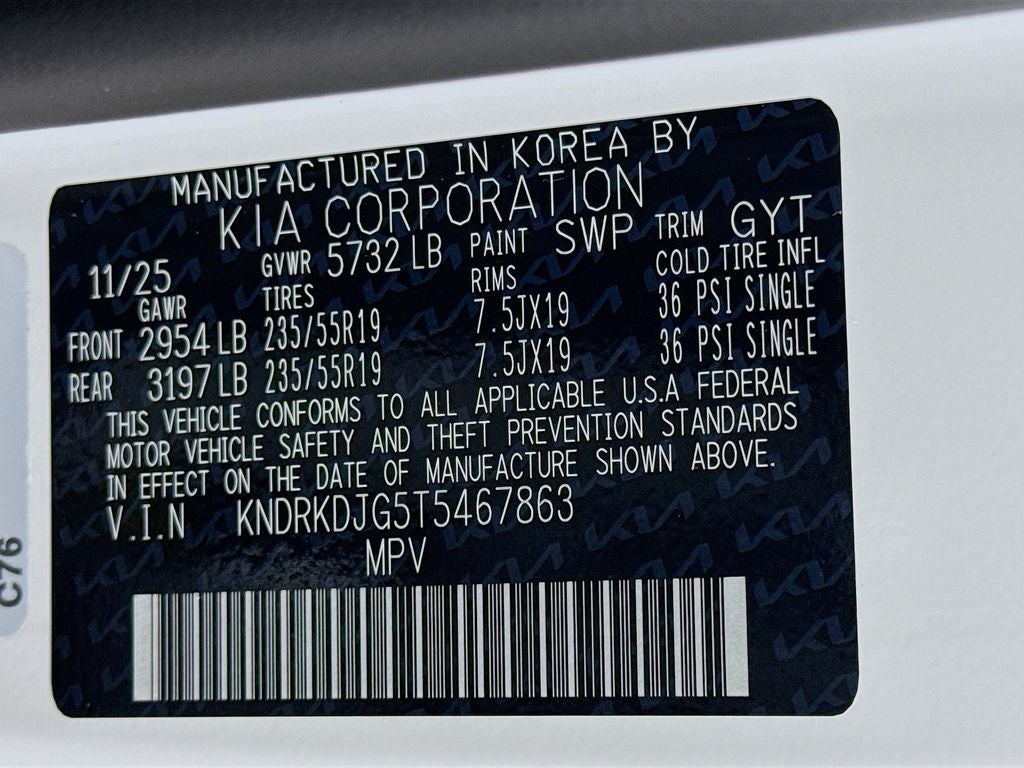 MANUFACTURED IN KOREA BY
KIA CORPORATION
11/25 GVWR 5732 LB PAINT SWP TRIM GYT
GAWR TIRES RIMS COLD TIRE INFL
FRONT 2954 LB 235/55R19 7.5JX19 36 PSI SINGLE
REAR 3197 LB 235/55R19 7.5JX19 36 PSI SINGLE
THIS VEHICLE CONFORMS TO ALL APPLICABLE U.S.A FEDERAL
MOTOR VEHICLE SAFETY AND THEFT PREVENTION STANDARDS
IN EFFECT ON THE DATE OF MANUFACTURE SHOWN ABOVE.
V.I.N KNDRKDJG5T5467863
MPV
C76